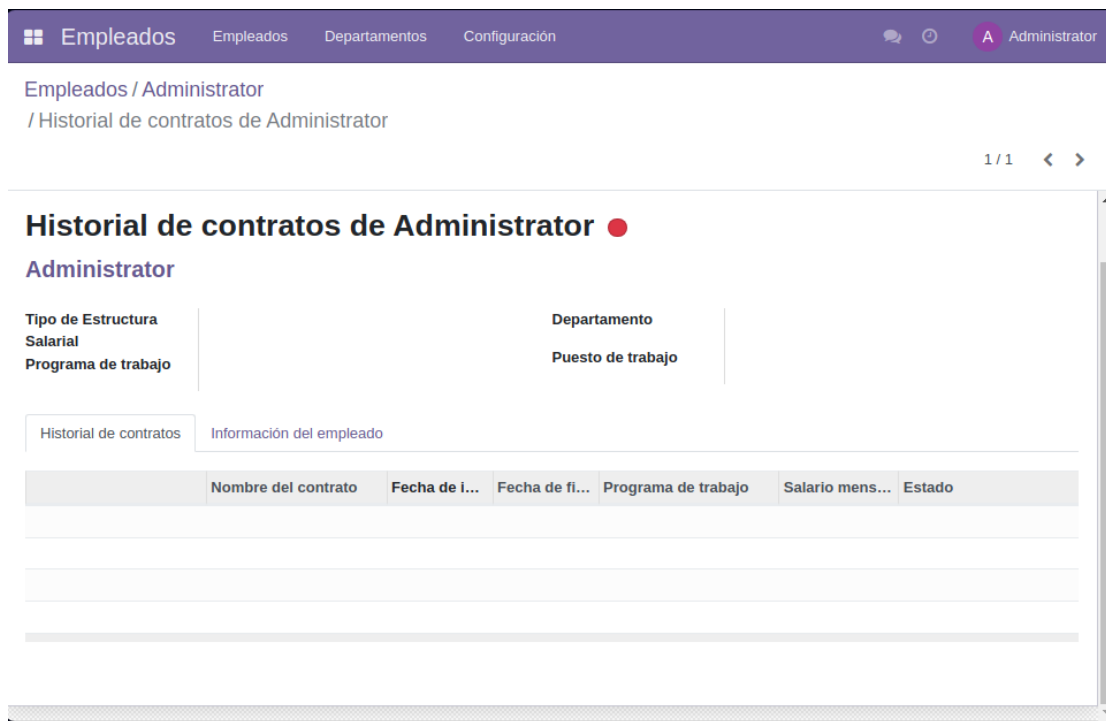 Empleados Empleados Departamentos Configuración A Administrator
Empleados / Administrator
/ Historial de contratos de Administrator
1 / 1
Historial de contratos de Administrator
Administrator
Tipo de Estructura Salarial
Departamento
Programa de trabajo
Puesto de trabajo
Historial de contratos Información del empleado
Nombre del contrato Fecha de i... Fecha de fi... Programa de trabajo Salario mens... Estado